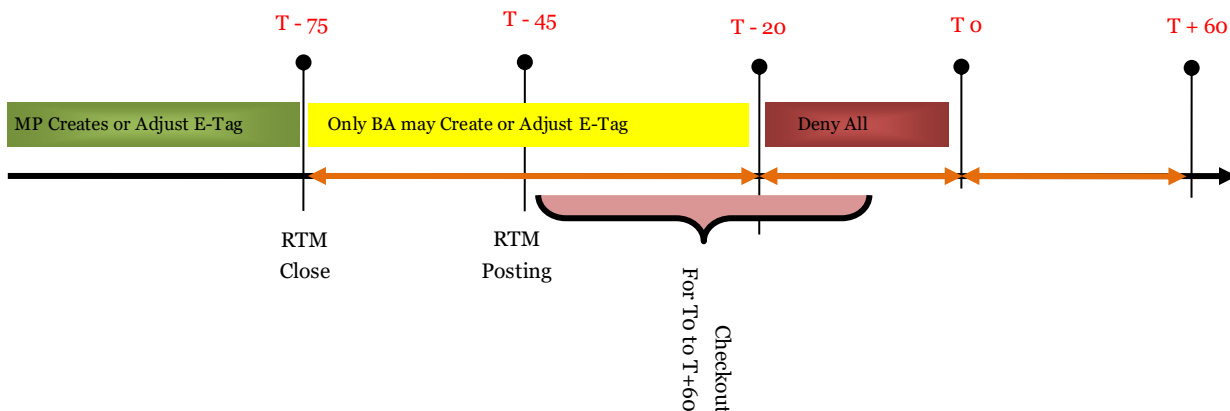 T - 75
T - 45
T - 20
T 0
T + 60
MP Creates or Adjust E-Tag
Only BA may Create or Adjust E-Tag
Deny All
RTM
Close
RTM
Posting
Checkout
For T0 to T+60